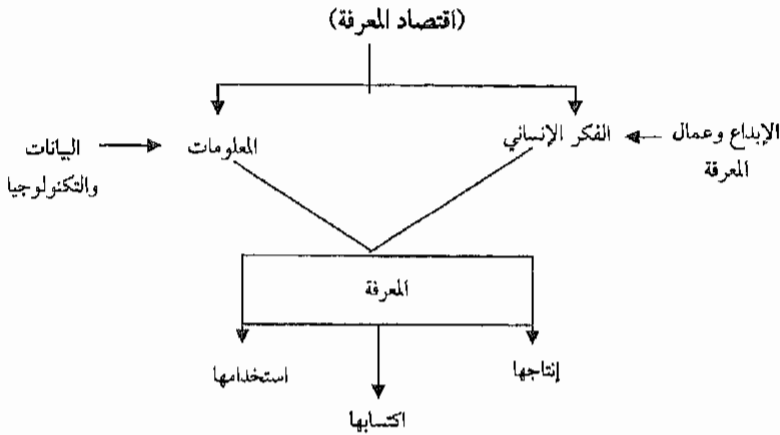 (اقتصاد المعرفة)
الإبداع وعمال
المعرفة
الفكر الإنساني
المعلومات
البيانات
والتكنولوجيا
المعرفة
إنتاجها
استخدامها
اكتسابها